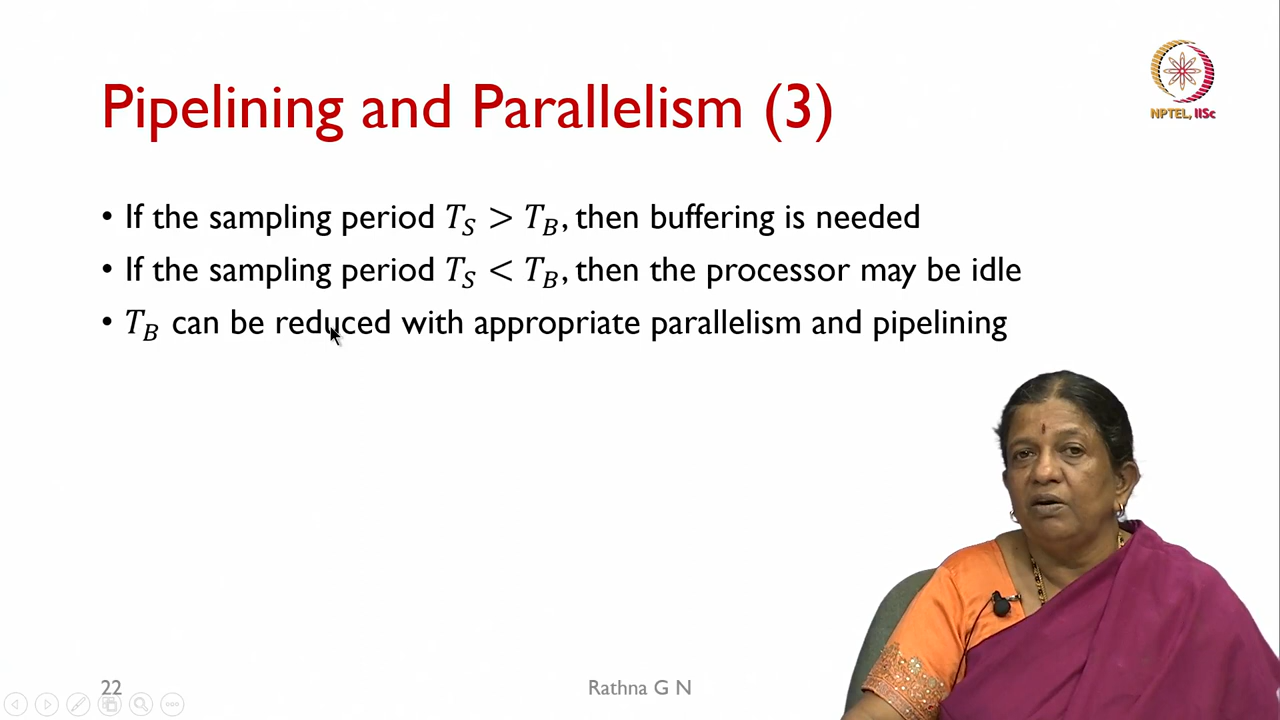 Pipelining and Parallelism (3)
NPTEL, IISc
• If the sampling period T_S > T_B, then buffering is needed
• If the sampling period T_S < T_B, then the processor may be idle
• T_B can be reduced with appropriate parallelism and pipelining
22
Rathna G N